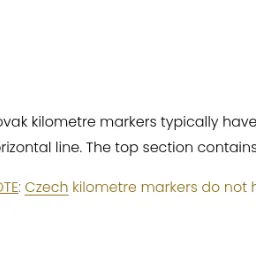 ovak kilometre markers typically have
rizontal line. The top section contains
OTE: Czech kilometre markers do not h